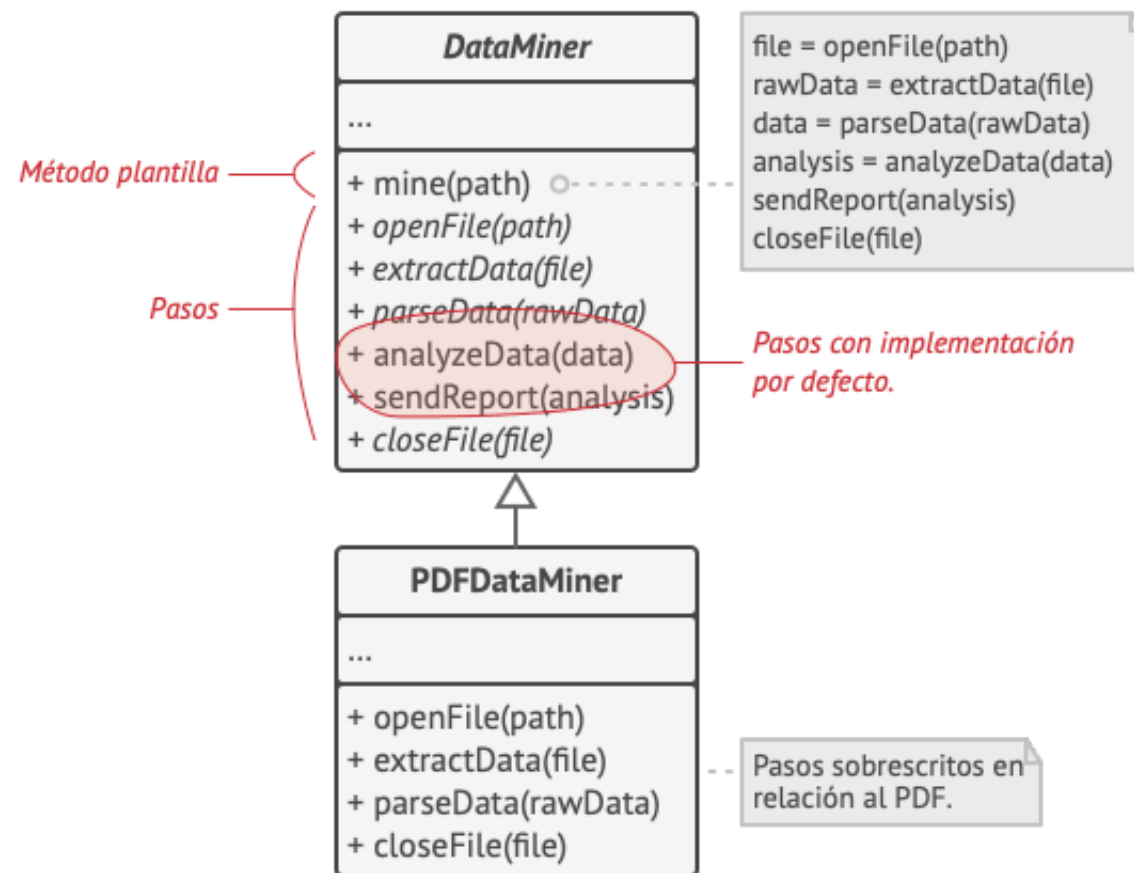 DataMiner
...
Método plantilla
+ mine(path)
+ openFile(path)
+ extractData(file)
+ parseData(rawData)
+ analyzeData(data)
+ sendReport(analysis)
+ closeFile(file)
Pasos
file = openFile(path)
rawData = extractData(file)
data = parseData(rawData)
analysis = analyzeData(data)
sendReport(analysis)
closeFile(file)
Pasos con implementación
por defecto.
PDFDataMiner
...
+ openFile(path)
+ extractData(file)
+ parseData(rawData)
+ closeFile(file)
Pasos sobrescritos en
relación al PDF.